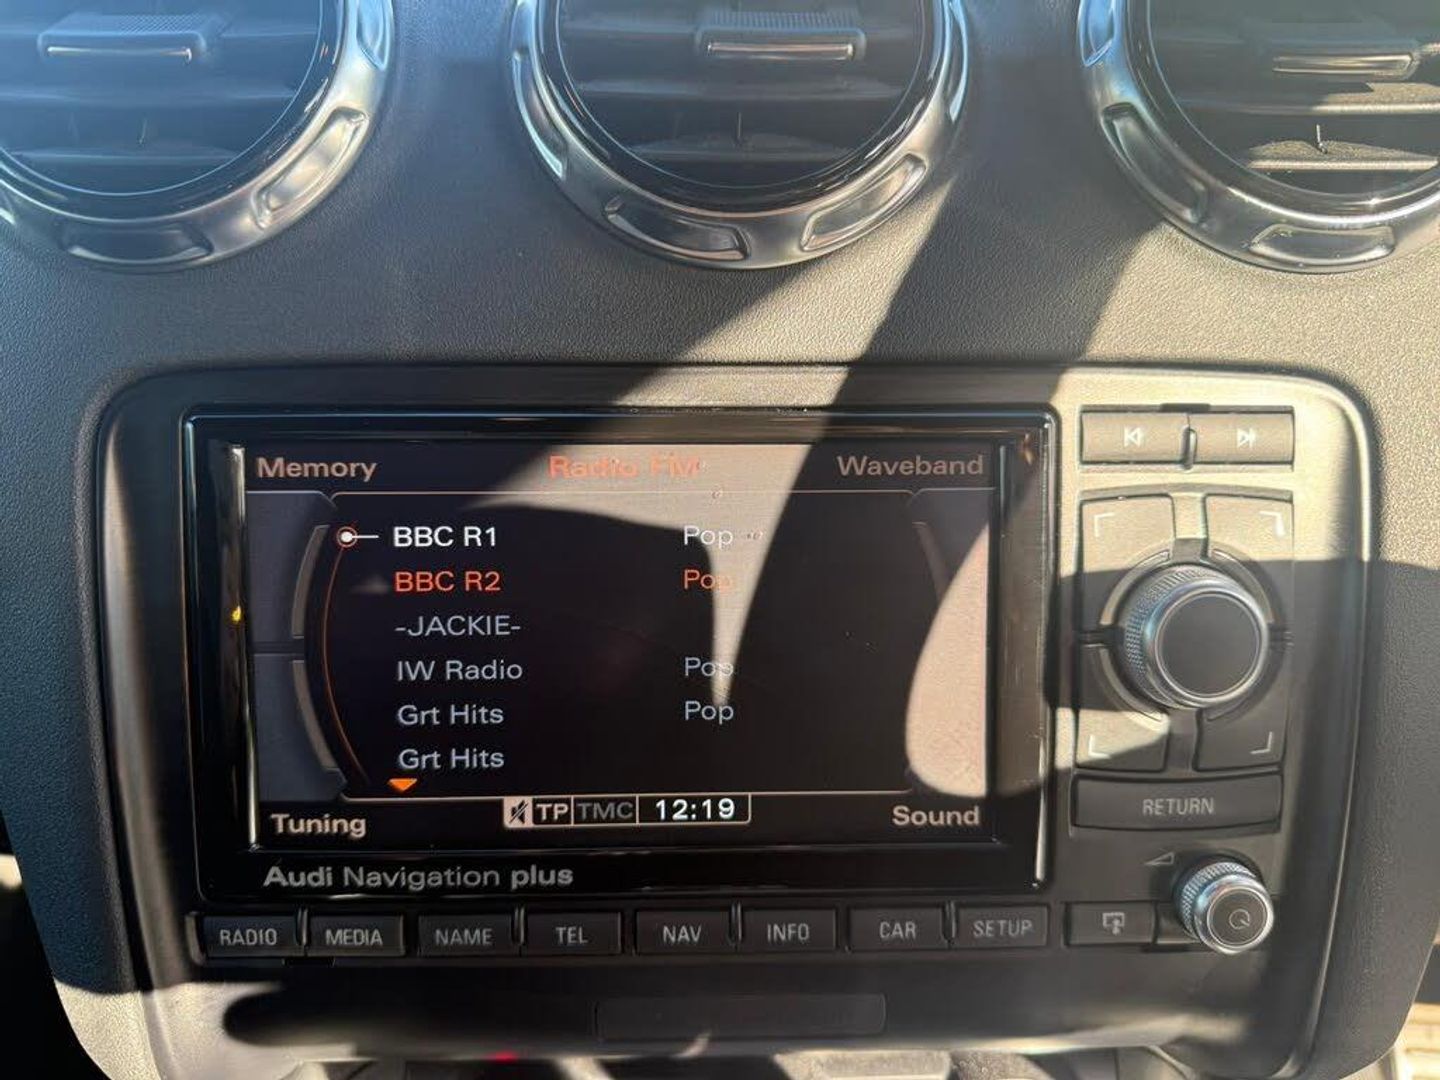 Memory Radio FM Waveband
BBC R1 Pop
BBC R2 Pop
-JACKIE-
IW Radio Pop
Grt Hits Pop
Grt Hits
Tuning TP TMC 12:19 Sound
Audi Navigation plus
RETURN
RADIO MEDIA NAME TEL NAV INFO CAR SETUP